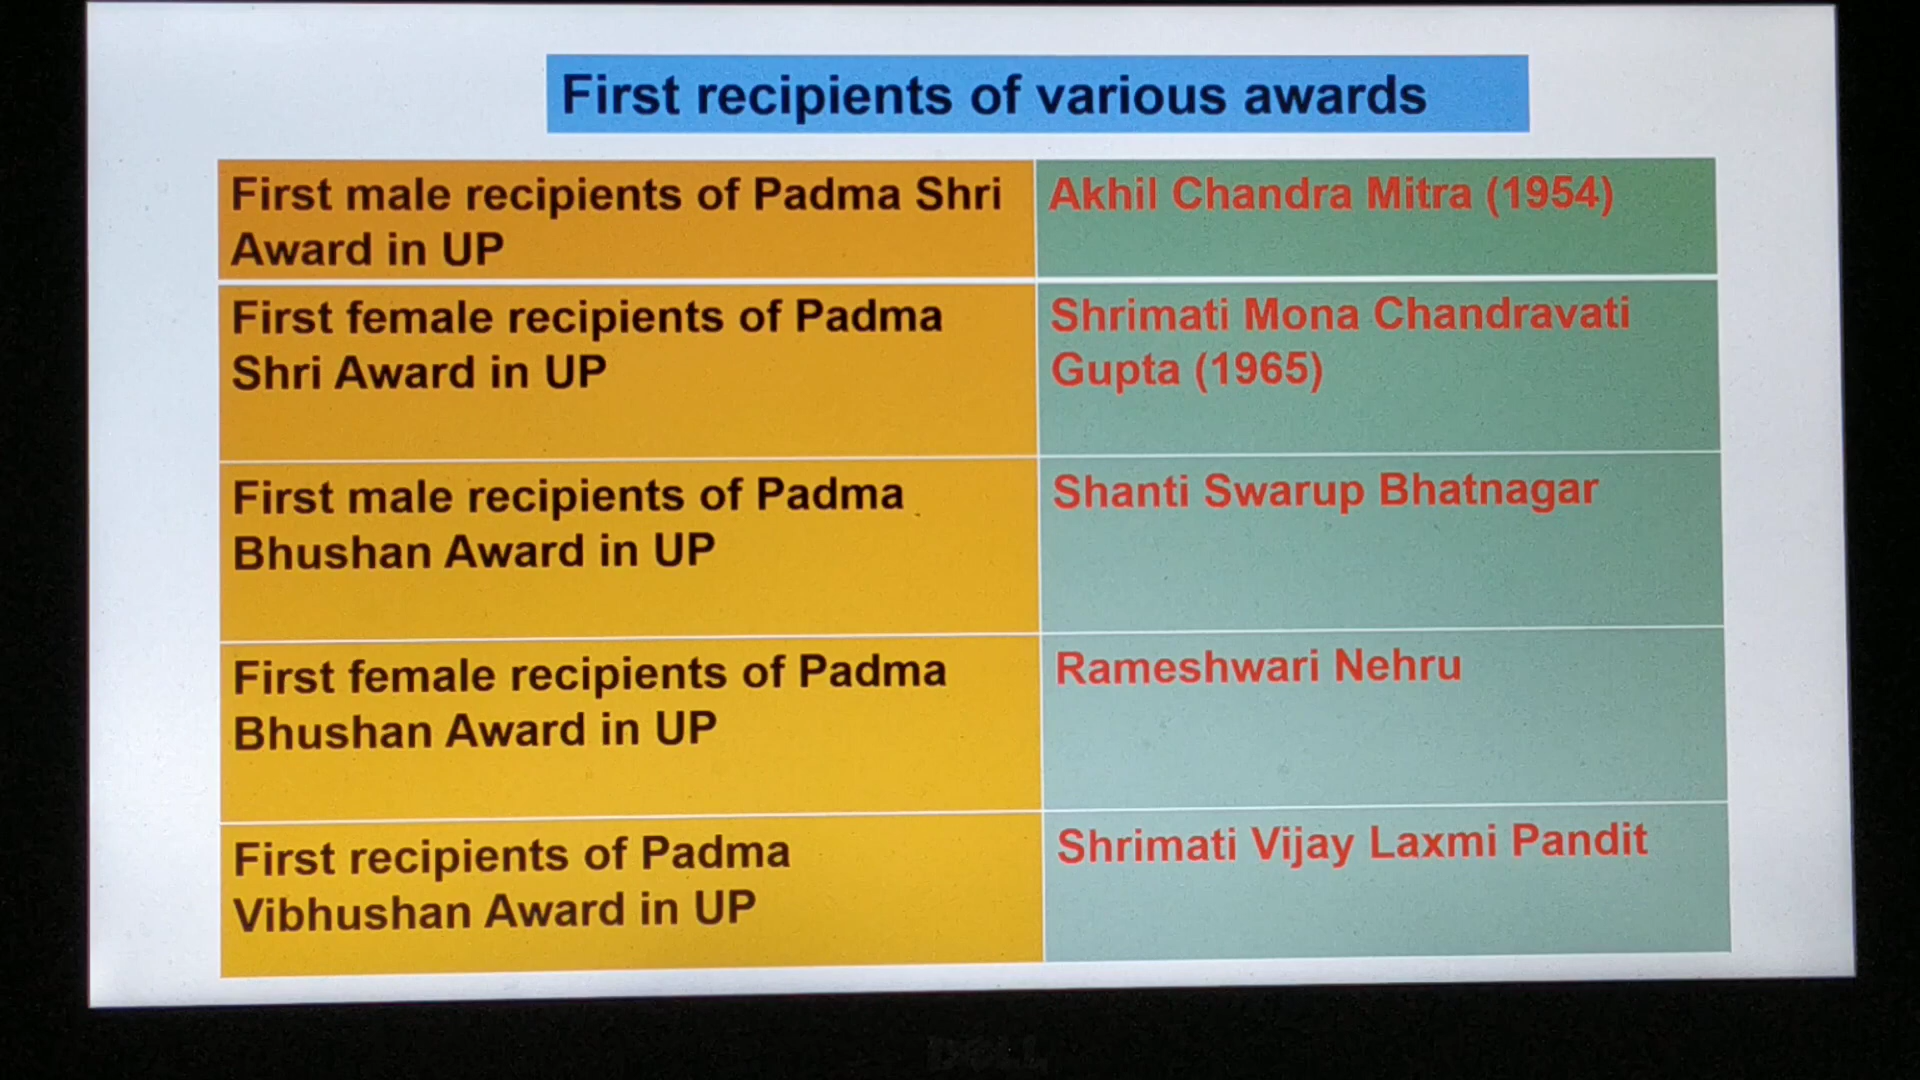 First recipients of various awards
First male recipients of Padma Shri
Award in UP
Akhil Chandra Mitra (1954)
First female recipients of Padma
Shri Award in UP
Shrimati Mona Chandravati
Gupta (1965)
First male recipients of Padma
Bhushan Award in UP
Shanti Swarup Bhatnagar
First female recipients of Padma
Bhushan Award in UP
Rameshwari Nehru
First recipients of Padma
Vibhushan Award in UP
Shrimati Vijay Laxmi Pandit
DELL